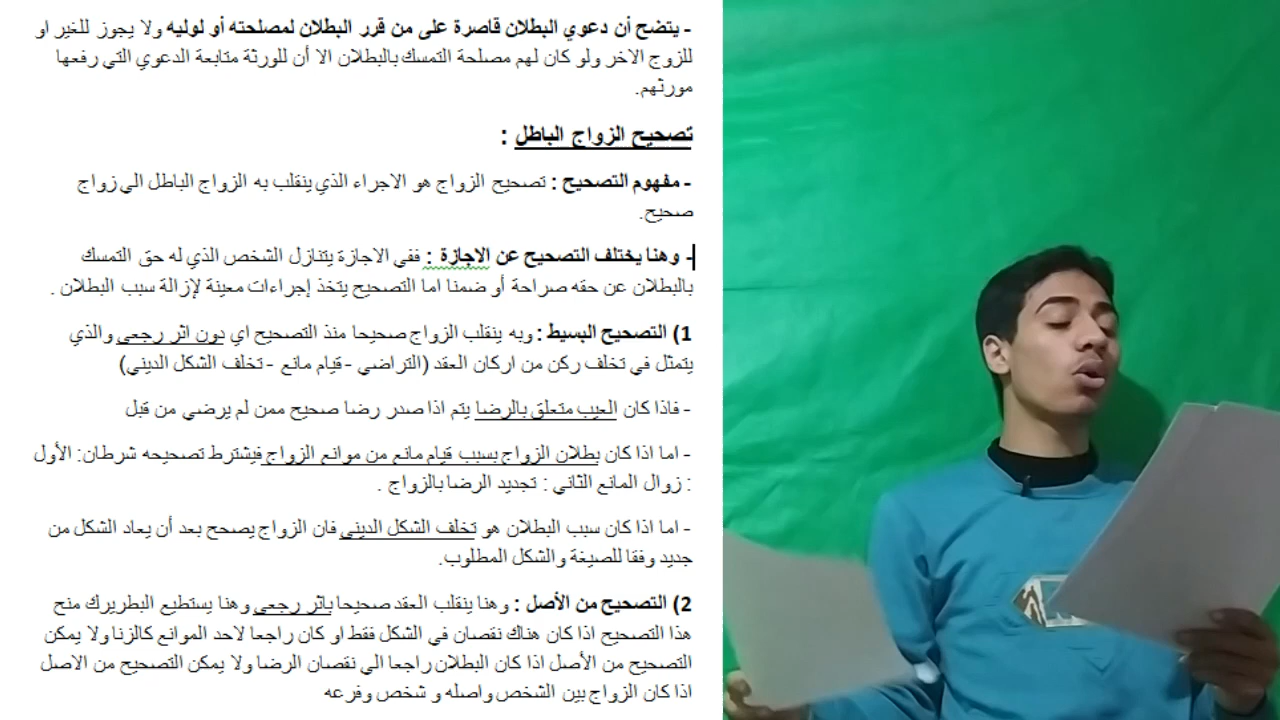 - يتضح أن دعوي البطلان قاصرة على من قرر البطلان لمصلحته أو لوليه ولا يجوز للغير او
للزوج الاخر ولو كان لهم مصلحة التمسك بالبطلان الا أن للورثة متابعة الدعوي التي رفعها
مورثهم.
تصحيح الزواج الباطل :
- مفهوم التصحيح : تصحيح الزواج هو الاجراء الذي ينقلب به الزواج الباطل الي زواج
صحيح.
- وهنا يختلف التصحيح عن الاجازة : ففي الاجازة يتنازل الشخص الذي له حق التمسك
بالبطلان عن حقه صراحة أو ضمنا اما التصحيح يتخذ إجراءات معينة لإزالة سبب البطلان .
1) التصحيح البسيط : وبه ينقلب الزواج صحيحا منذ التصحيح اي دون اثر رجعي والذي
يتمثل في تخلف ركن من اركان العقد (التراضي - قيام مانع - تخلف الشكل الديني)
- فاذا كان العيب متعلق بالرضا يتم اذا صدر رضا صحيح ممن لم يرضي من قبل
- اما اذا كان بطلان الزواج بسبب قيام مانع من موانع الزواج فيشترط تصحيحه شرطان: الأول
: زوال المانع الثاني : تجديد الرضا بالزواج .
- اما اذا كان سبب البطلان هو تخلف الشكل الديني فان الزواج يصحح بعد أن يعاد الشكل من
جديد وفقا للصيغة والشكل المطلوب.
2) التصحيح من الأصل : وهنا ينقلب العقد صحيحا باثر رجعي وهنا يستطيع البطريرك منح
هذا التصحيح اذا كان هناك نقصان في الشكل فقط او كان راجعا لاحد الموانع كالزنا ولا يمكن
التصحيح من الأصل اذا كان البطلان راجعا الي نقصان الرضا ولا يمكن التصحيح من الاصل
اذا كان الزواج بين الشخص واصله و شخص وفرعه